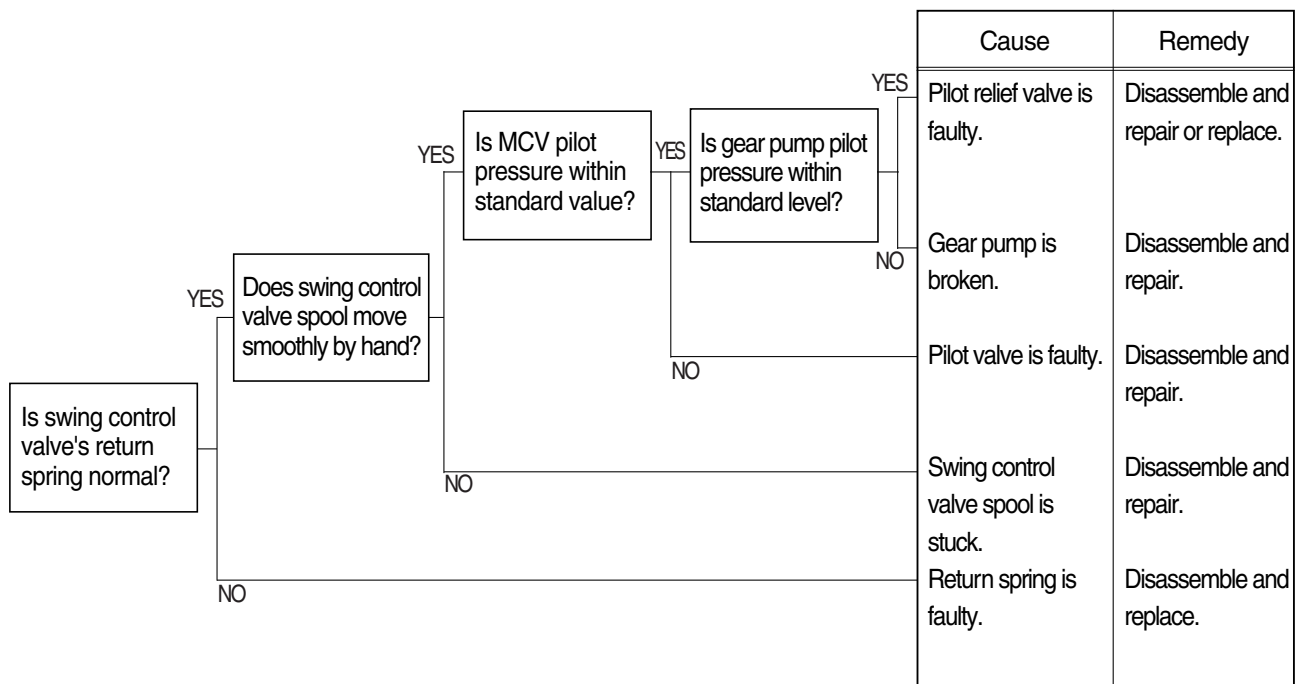 Cause
Remedy
YES
Pilot relief valve is
faulty.
Disassemble and
repair or replace.
YES
Is MCV pilot
pressure within
standard value?
YES
Is gear pump pilot
pressure within
standard level?
NO
Gear pump is
broken.
Disassemble and
repair.
YES
Does swing control
valve spool move
smoothly by hand?
NO
Pilot valve is faulty.
Disassemble and
repair.
Is swing control
valve's return
spring normal?
NO
Swing control
valve spool is
stuck.
Disassemble and
repair.
NO
Return spring is
faulty.
Disassemble and
replace.